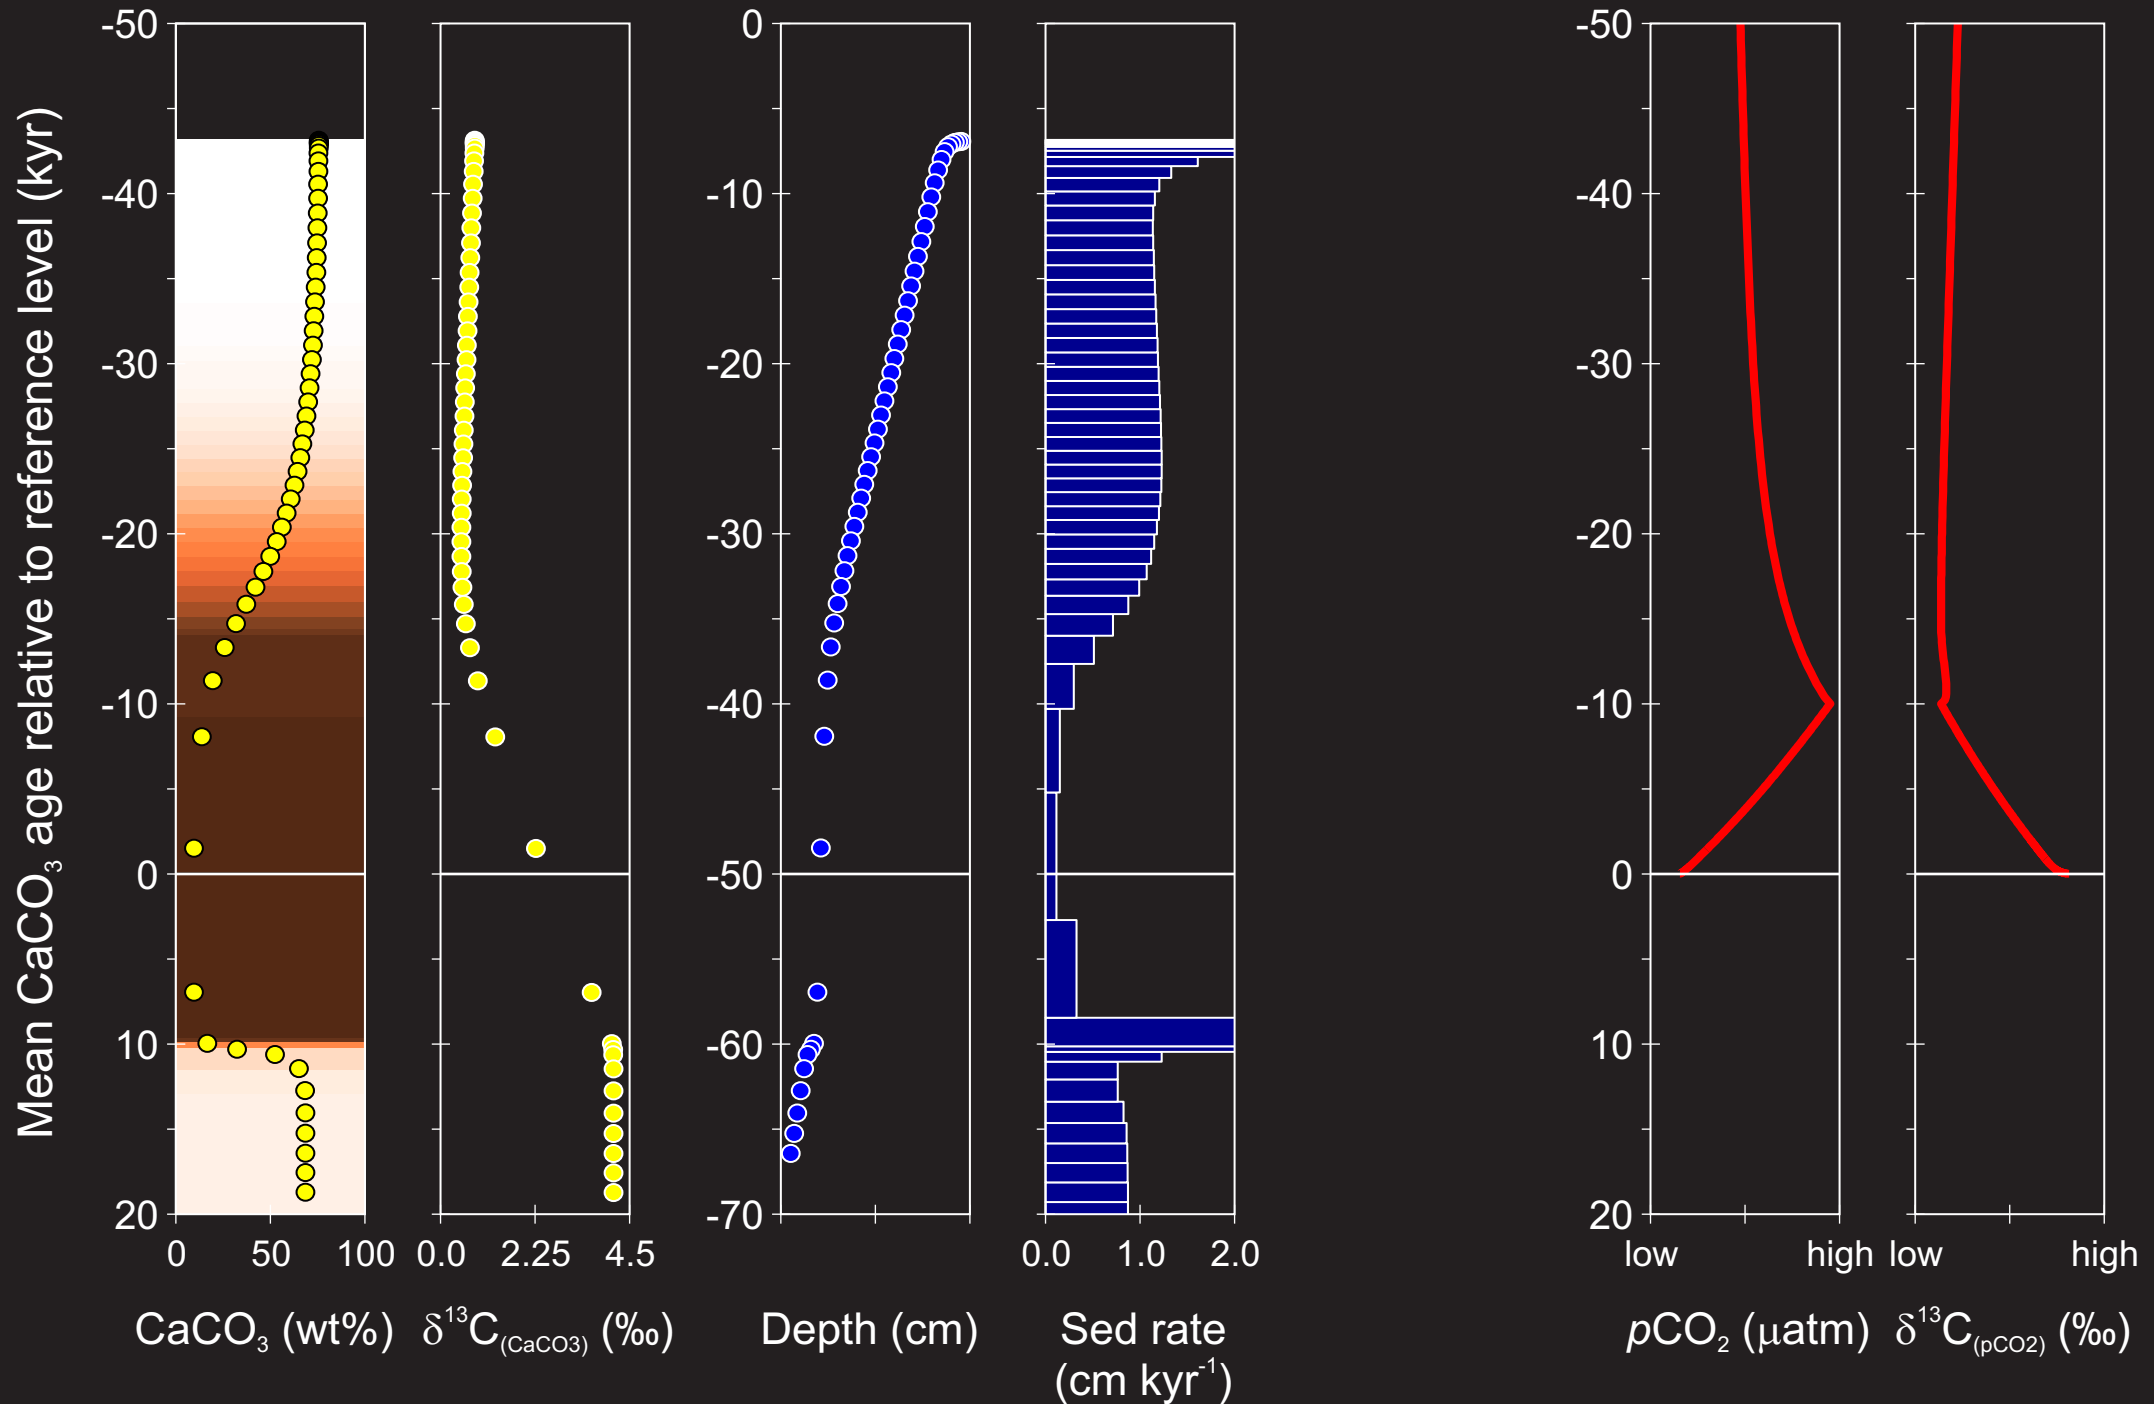 Mean CaCO₃ age relative to reference level (kyr)
-50
-40
-30
-20
-10
0
10
20
0 50 100
CaCO₃ (wt%)
0.0 2.25 4.5
δ¹³C(CaCO3) (‰)
0
-10
-20
-30
-40
-50
-60
-70
Depth (cm)
0.0 1.0 2.0
Sed rate
(cm kyr⁻¹)
-50
-40
-30
-20
-10
0
10
20
low high
pCO₂ (µatm)
low high
δ¹³C(pCO2) (‰)